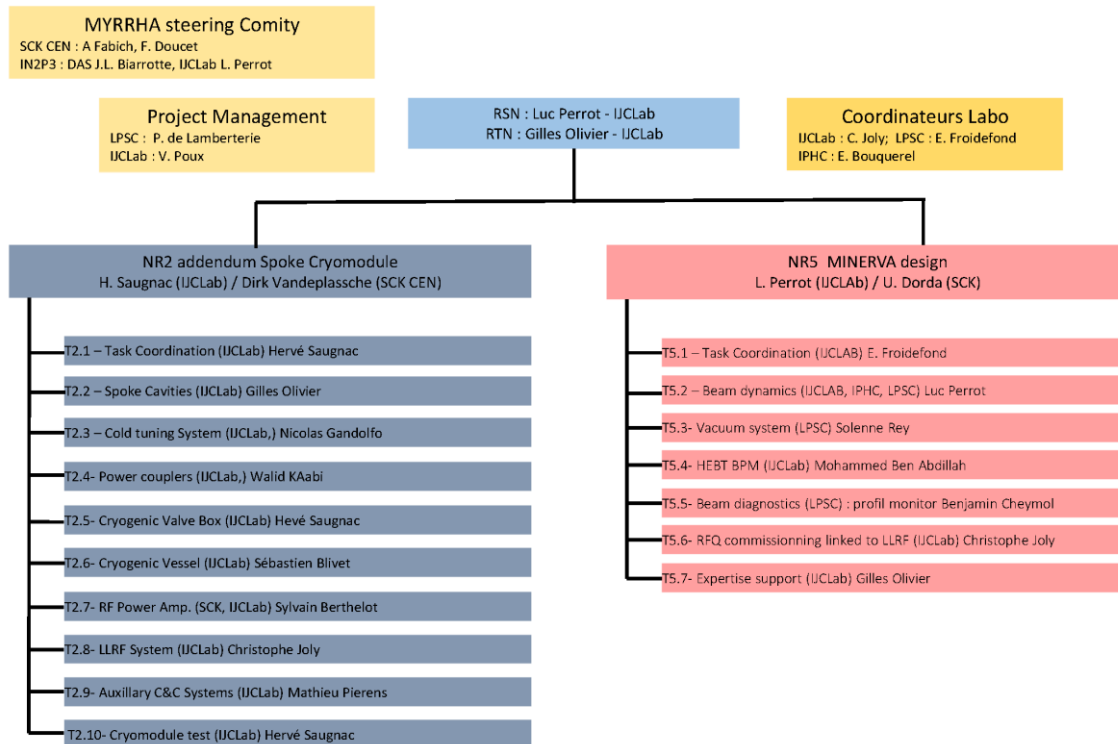 MYRRHA steering Comity
SCK CEN : A Fabich, F. Doucet
IN2P3 : DAS J.L. Biarrotte, IJCLab L. Perrot
Project Management
LPSC : P. de Lamberterie
IJCLab : V. Poux
RSN : Luc Perrot - IJCLab
RTN : Gilles Olivier - IJCLab
Coordinateurs Labo
IJCLab : C. Joly; LPSC : E. Froidefond
IPHC : E. Bouquerel
NR2 addendum Spoke Cryomodule
H. Saugnac (IJCLab) / Dirk Vandeplassche (SCK CEN)
T2.1 – Task Coordination (IJCLab) Hervé Saugnac
T2.2 – Spoke Cavities (IJCLab) Gilles Olivier
T2.3 – Cold tuning System (IJCLab,) Nicolas Gandolfo
T2.4- Power couplers (IJCLab,) Walid KAabi
T2.5- Cryogenic Valve Box (IJCLab) Hevé Saugnac
T2.6- Cryogenic Vessel (IJCLab) Sébastien Blivet
T2.7- RF Power Amp. (SCK, IJCLab) Sylvain Berthelot
T2.8- LLRF System (IJCLab) Christophe Joly
T2.9- Auxillary C&C Systems (IJCLab) Mathieu Pierens
T2.10- Cryomodule test (IJCLab) Hervé Saugnac
NR5 MINERVA design
L. Perrot (IJCLAb) / U. Dorda (SCK)
T5.1 – Task Coordination (IJCLAB) E. Froidefond
T5.2 – Beam dynamics (IJCLAB, IPHC, LPSC) Luc Perrot
T5.3- Vacuum system (LPSC) Solenne Rey
T5.4- HEBT BPM (IJCLab) Mohammed Ben Abdillah
T5.5- Beam diagnostics (LPSC) : profil monitor Benjamin Cheymol
T5.6- RFQ commissionning linked to LLRF (IJCLab) Christophe Joly
T5.7- Expertise support (IJCLab) Gilles Olivier